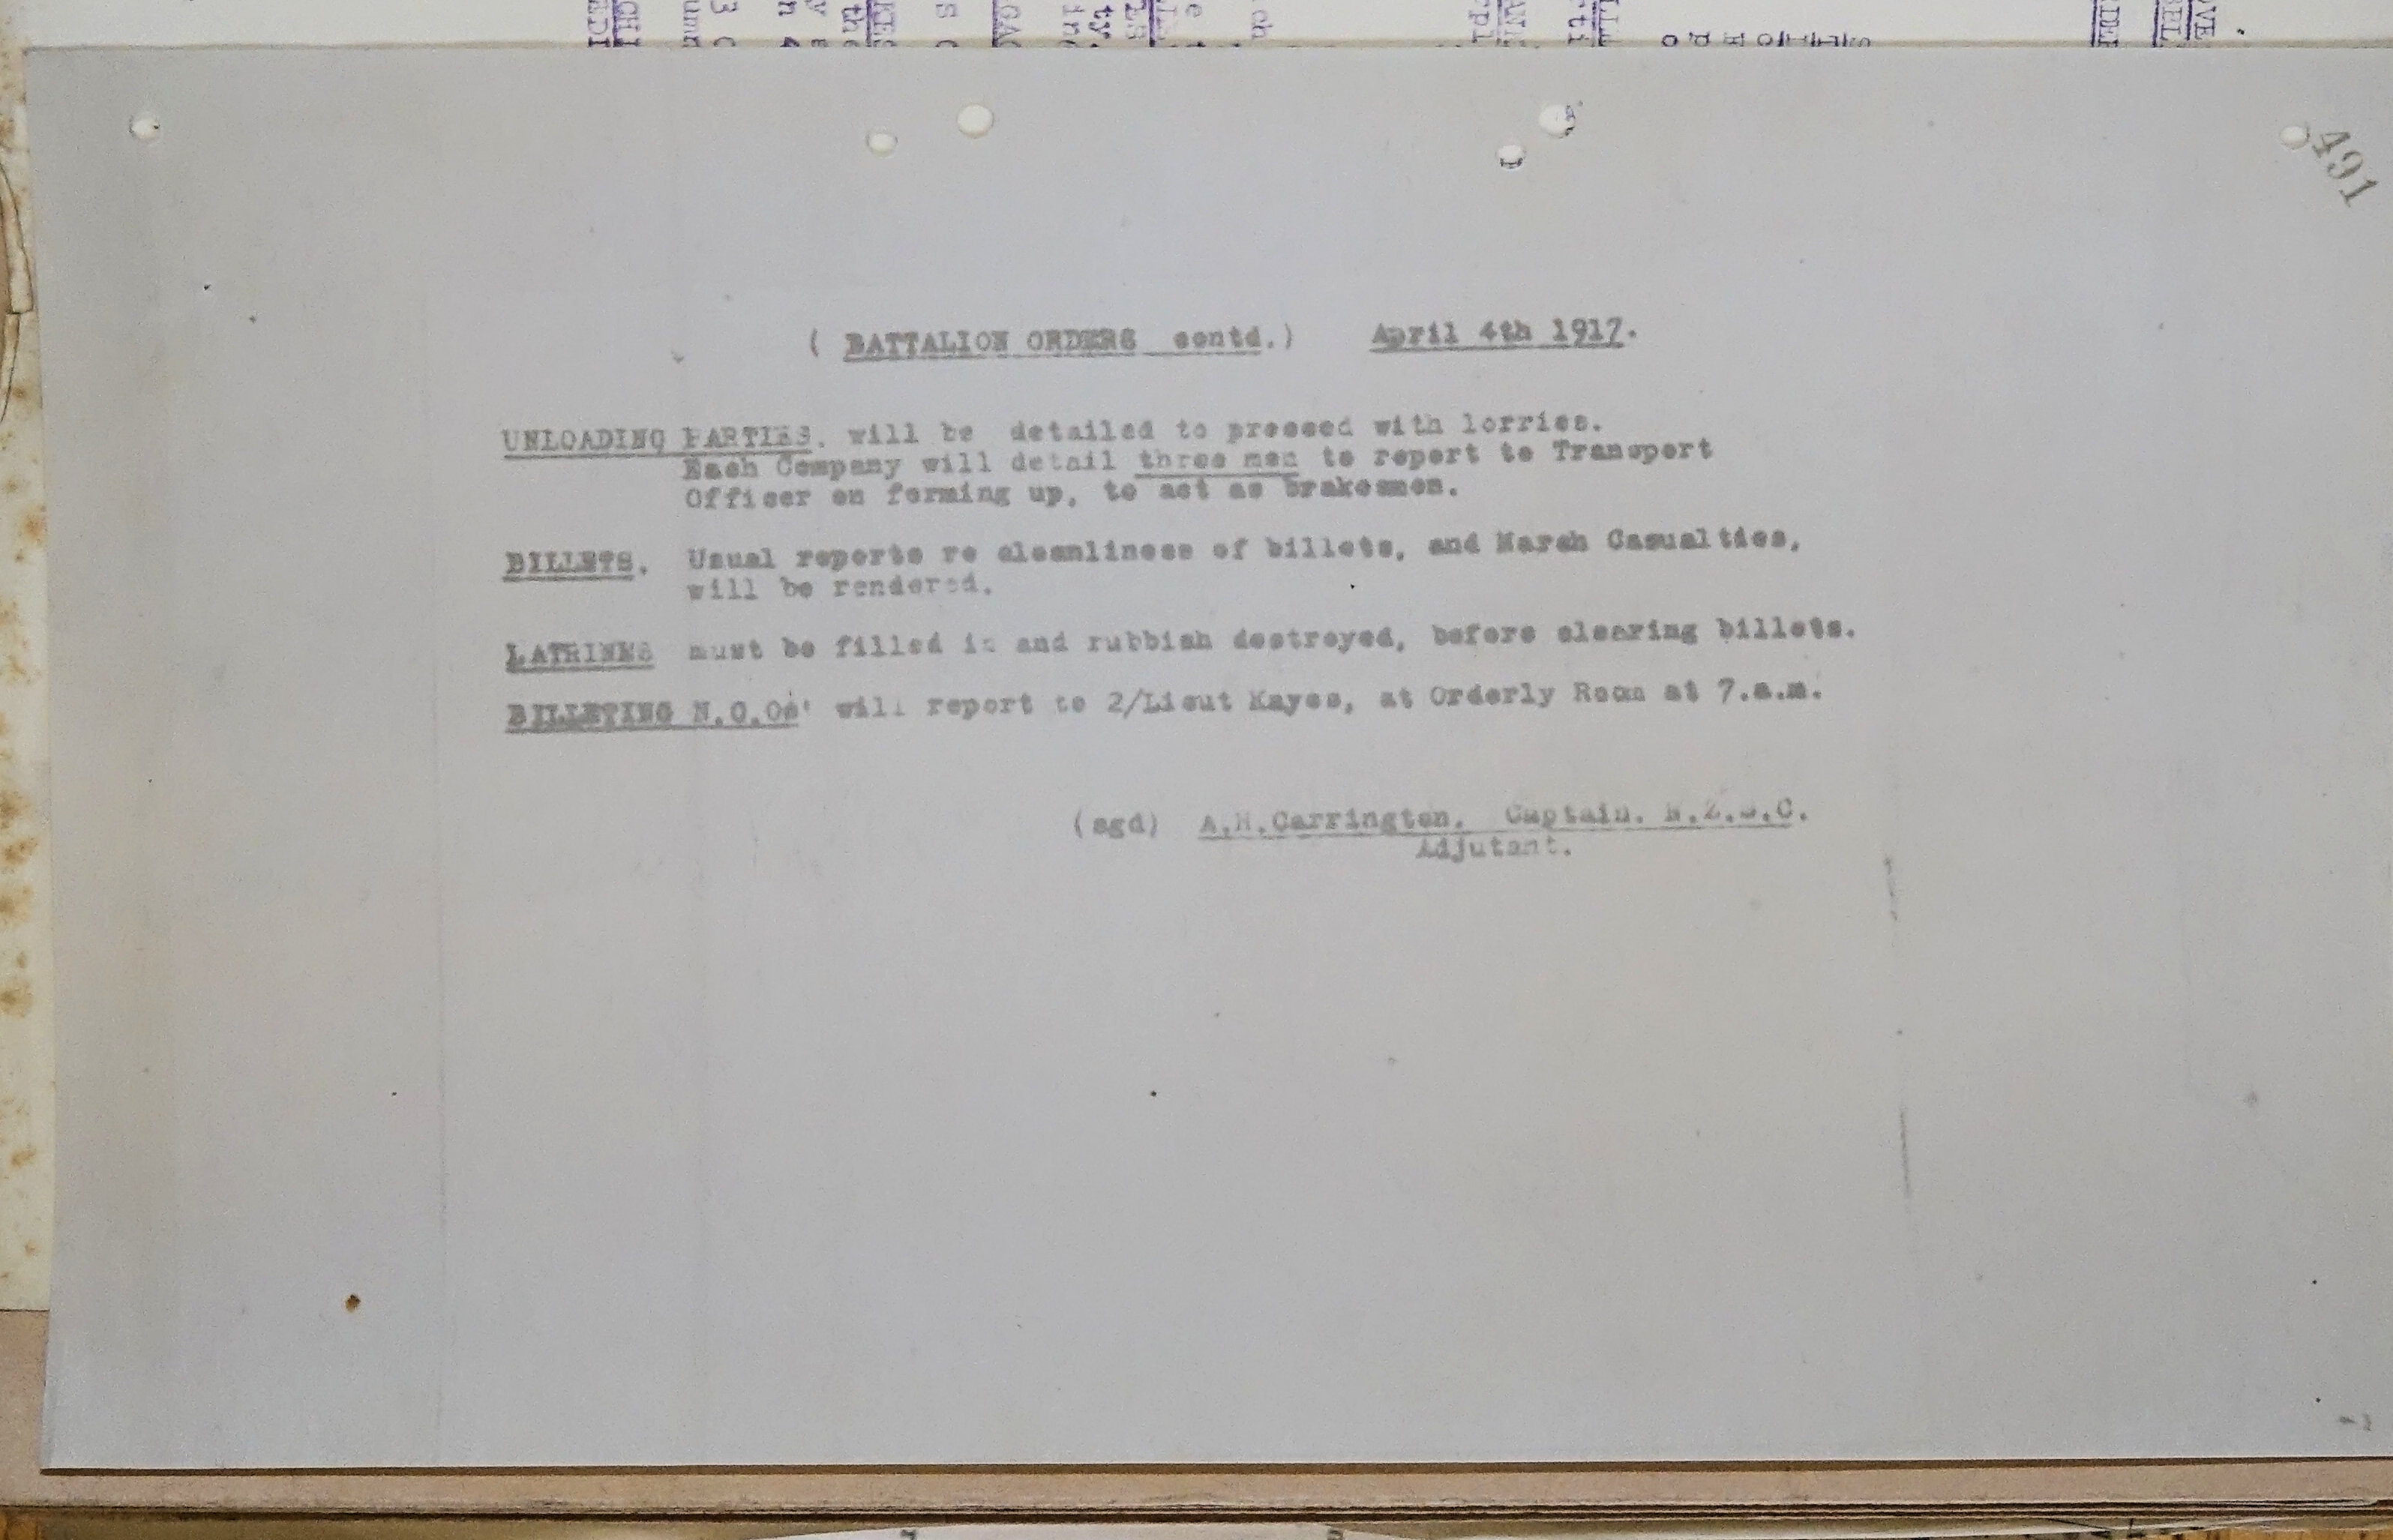 491
( BATTALION ORDERS contd.) April 4th 1917.
UNLOADING PARTIES. will be detailed to proceed with lorries.
Each Company will detail three men to report to Transport
Officer on forming up, to act as brakesmen.
BILLETS. Usual reports re cleanliness of billets, and March Casualties,
will be rendered.
LATRINES must be filled in and rubbish destroyed, before clearing billets.
BILLETING N.C.Os' will report to 2/Lieut Kayes, at Orderly Room at 7.a.m.
(sgd) A.H.Carrington. Captain. N.Z.S.C.
Adjutant.